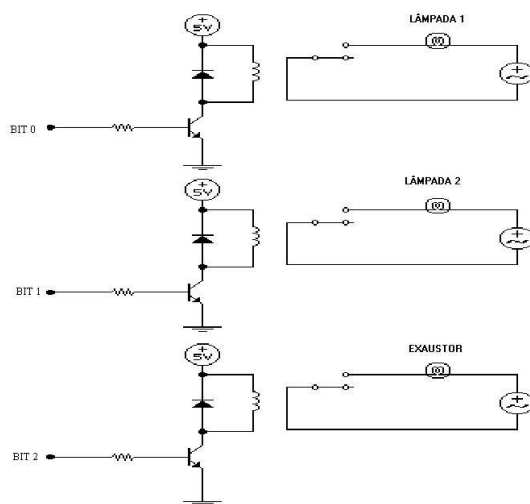 +
5V
LÂMPADA 1
+
BIT 0
+
5V
LÂMPADA 2
+
BIT 1
+
5V
EXAUSTOR
+
BIT 2